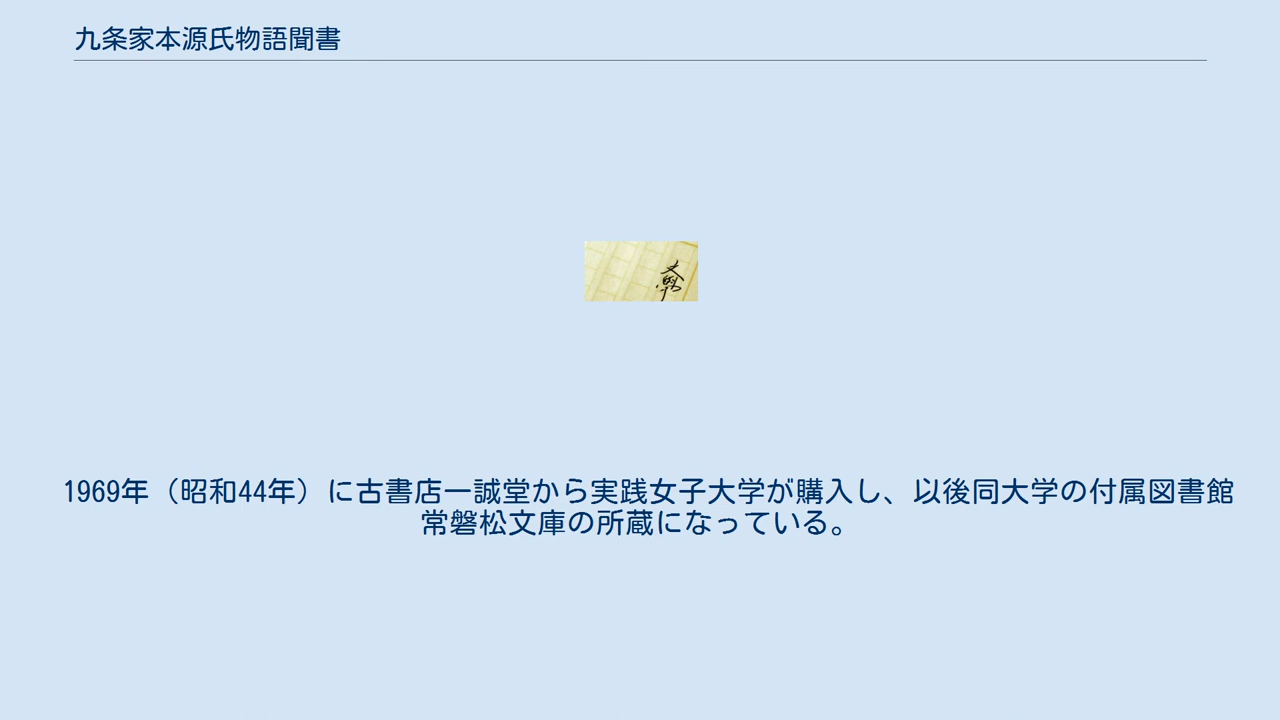 九条家本源氏物語聞書
1969年（昭和44年）に古書店一誠堂から実践女子大学が購入し、以後同大学の付属図書館
常磐松文庫の所蔵になっている。